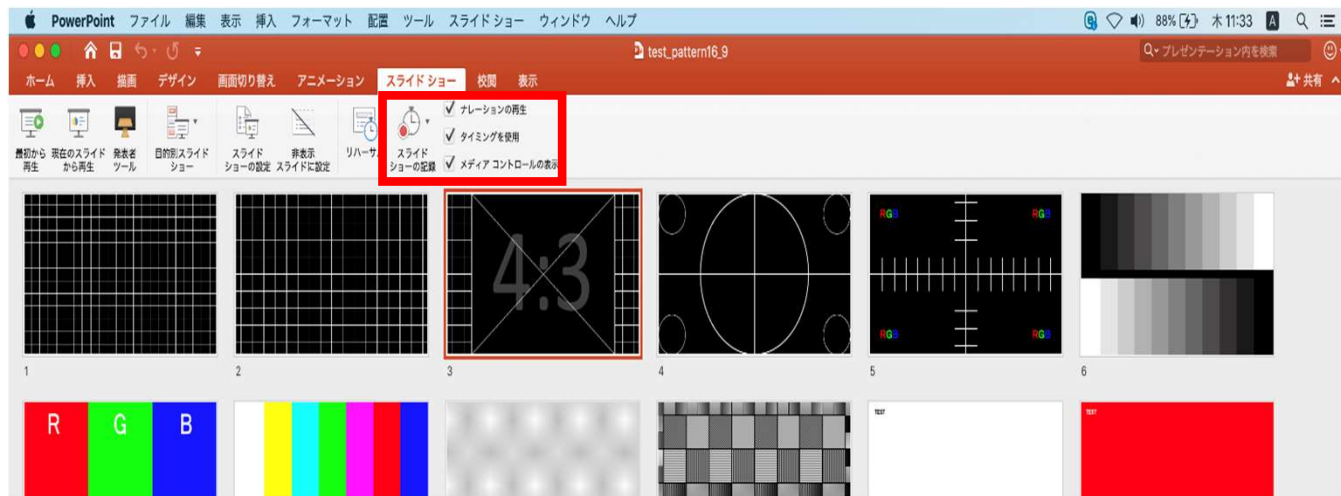 PowerPoint ファイル 編集 表示 挿入 フォーマット 配置 ツール スライド ショー ウィンドウ ヘルプ 88% 木11:33 A
test_pattern16_9 プレゼンテーション内を検索
ホーム 挿入 描画 デザイン 画面切り替え アニメーション スライド ショー 校閲 表示 共有
最初から
再生
現在のスライド
から再生
発表者
ツール
目的別スライド
ショー
スライド
ショーの設定
非表示
スライドに設定
リハーサ
スライド
ショーの記録
ナレーションの再生
タイミングを使用
メディア コントロールの表示
4:3
RGB RGB
RGB RGB
1 2 3 4 5 6
R G B
TEST
TEST